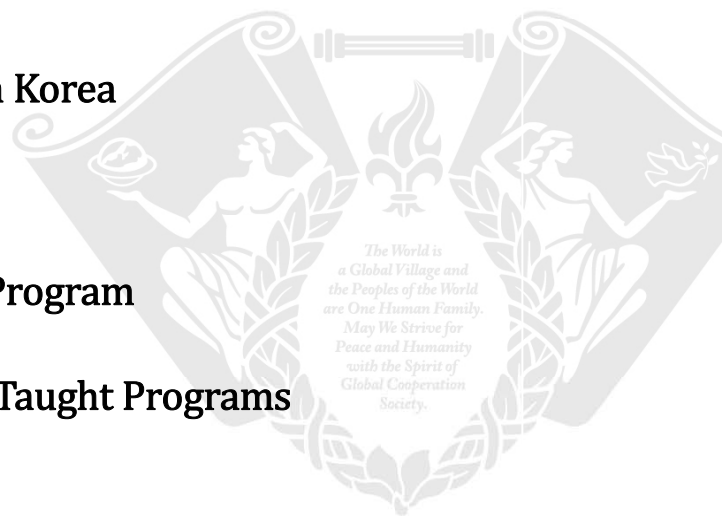 Korea
The World is
a Global Village and
the Peoples of the World
are One Human Family.
May We Strive for
Peace and Humanity
with the Spirit of
Global Cooperation
Society.
Program
Taught Programs